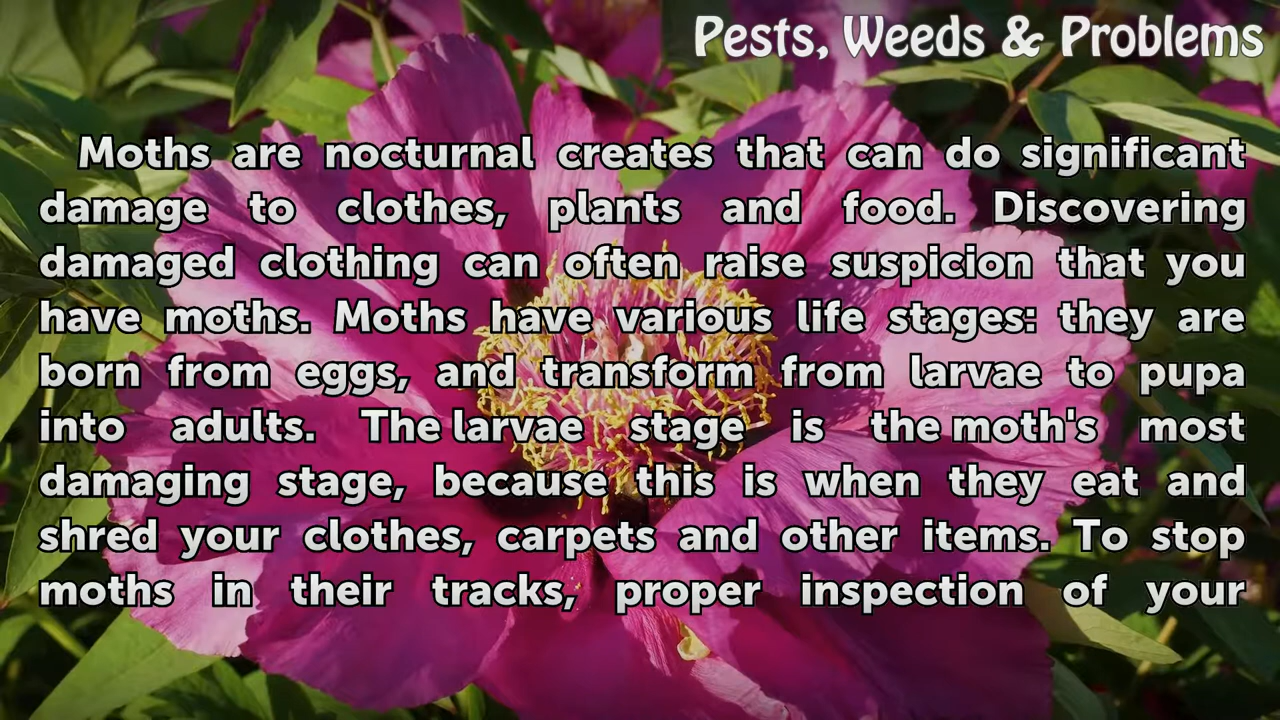 Pests, Weeds & Problems
Moths are nocturnal creates that can do significant
damage to clothes, plants and food. Discovering
damaged clothing can often raise suspicion that you
have moths. Moths have various life stages: they are
born from eggs, and transform from larvae to pupa
into adults. The larvae stage is the moth's most
damaging stage, because this is when they eat and
shred your clothes, carpets and other items. To stop
moths in their tracks, proper inspection of your